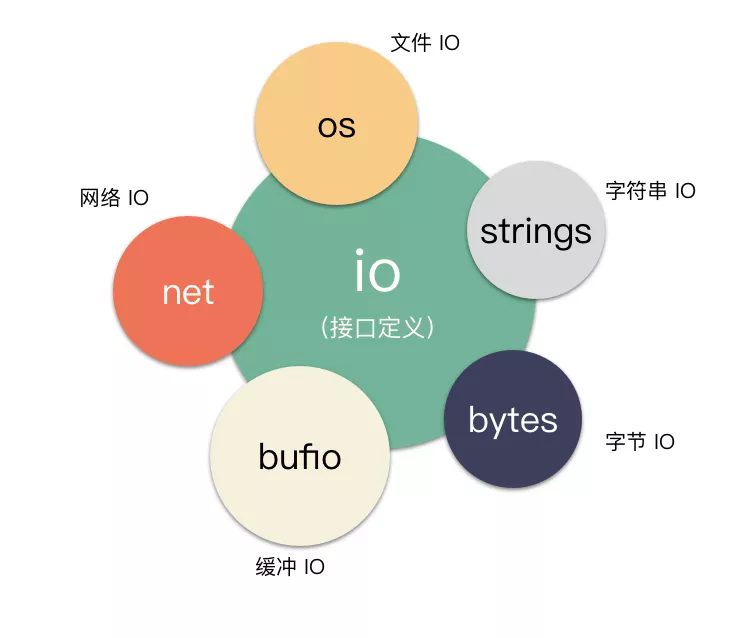 文件 IO
os
字符串 IO
strings
网络 IO
net
io
（接口定义）
bytes
字节 IO
bufio
缓冲 IO